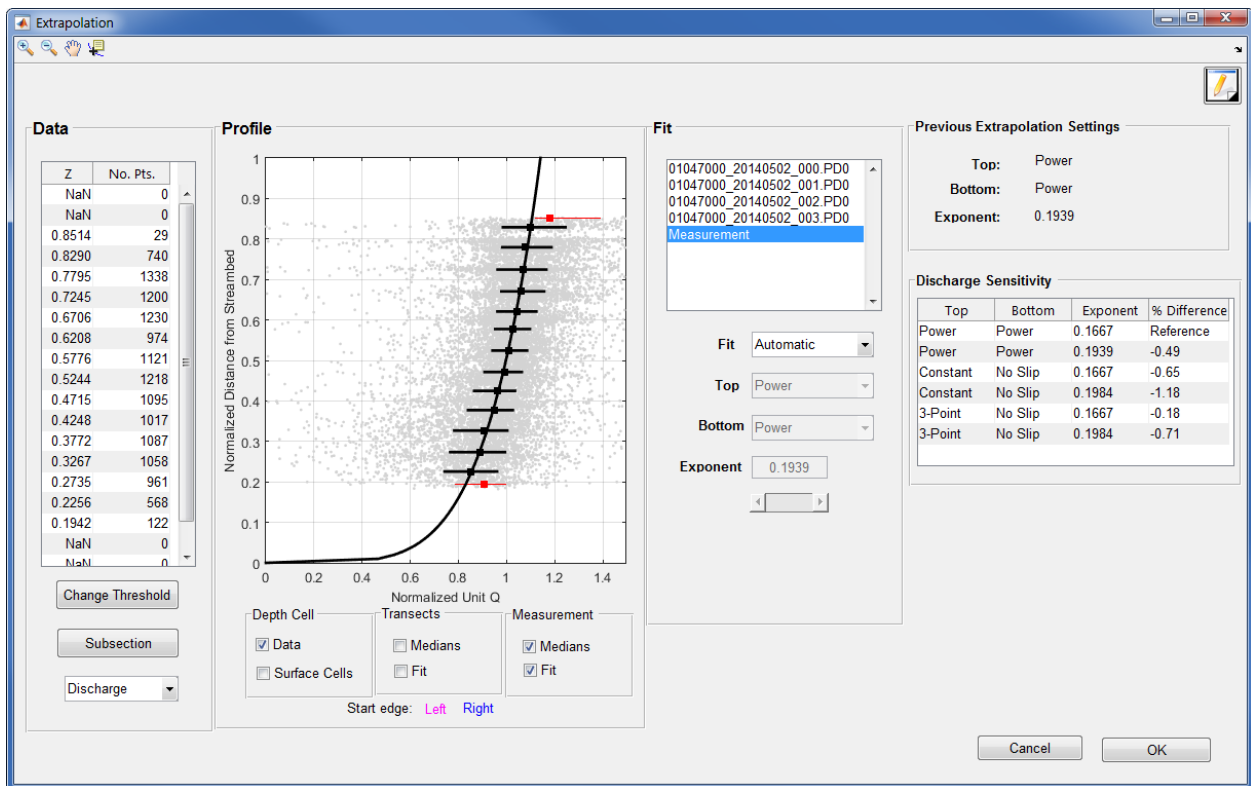 Extrapolation
Data
Z No. Pts.
NaN 0
NaN 0
0.8514 29
0.8290 740
0.7795 1338
0.7245 1200
0.6706 1230
0.6208 974
0.5776 1121
0.5244 1218
0.4715 1095
0.4248 1017
0.3772 1087
0.3267 1058
0.2735 961
0.2256 568
0.1942 122
NaN 0
NaN 0
Change Threshold
Subsection
Discharge
Profile
Normalized Distance from Streambed
1
0.9
0.8
0.7
0.6
0.5
0.4
0.3
0.2
0.1
0
0 0.2 0.4 0.6 0.8 1 1.2 1.4
Normalized Unit Q
Depth Cell
Data
Surface Cells
Transects
Medians
Fit
Measurement
Medians
Fit
Start edge: Left Right
Fit
01047000_20140502_000.PD0
01047000_20140502_001.PD0
01047000_20140502_002.PD0
01047000_20140502_003.PD0
Measurement
Fit Automatic
Top Power
Bottom Power
Exponent 0.1939
Previous Extrapolation Settings
Top: Power
Bottom: Power
Exponent: 0.1939
Discharge Sensitivity
Top Bottom Exponent % Difference
Power Power 0.1667 Reference
Power Power 0.1939 -0.49
Constant No Slip 0.1667 -0.65
Constant No Slip 0.1984 -1.18
3-Point No Slip 0.1667 -0.18
3-Point No Slip 0.1984 -0.71
Cancel OK